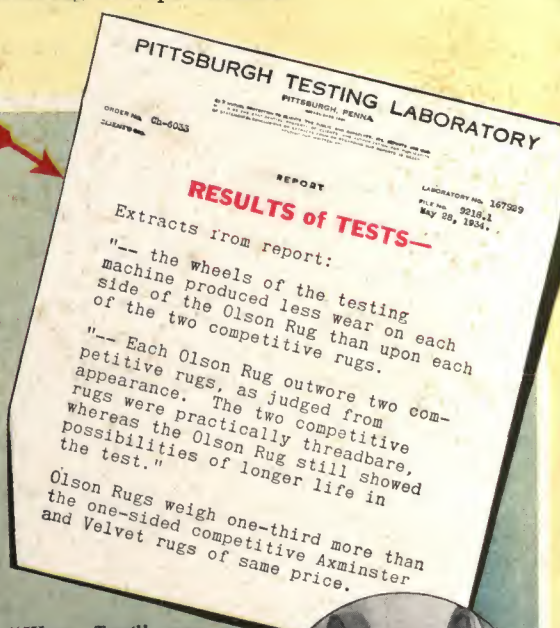 PITTSBURGH TESTING LABORATORY
PITTSBURGH, PENNA.
ORDER No. Ch-6033
CLIENT'S No.
LABORATORY No. 167929
FILE No. 9218.1
May 28, 1934.
REPORT
RESULTS of TESTS—
Extracts from report:
"-- the wheels of the testing
machine produced less wear on each
side of the Olson Rug than upon each
of the two competitive rugs.
"-- Each Olson Rug outwore two com-
petitive rugs, as judged from
appearance. The two competitive
rugs were practically threadbare,
whereas the Olson Rug still showed
possibilities of longer life in
the test."
Olson Rugs weigh one-third more than
the one-sided competitive Axminster
and Velvet rugs of same price.